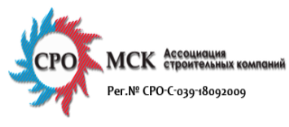 СРО МСК Ассоциация
строительных компаний
Рег.№ СРО-С-039-18092009